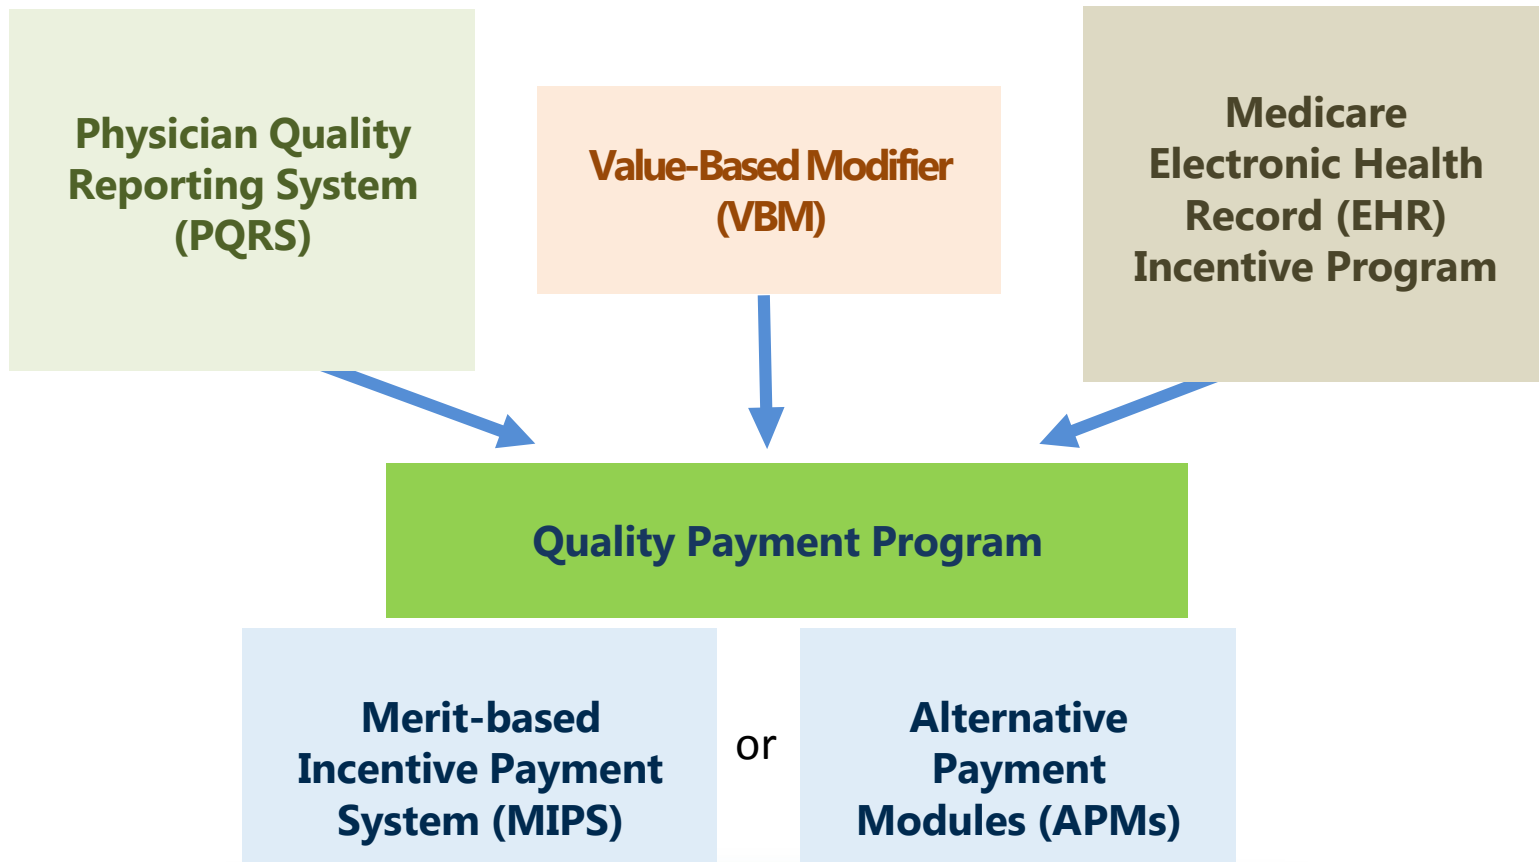 Physician Quality
Reporting System
(PQRS)
Value-Based Modifier
(VBM)
Medicare
Electronic Health
Record (EHR)
Incentive Program
Quality Payment Program
Merit-based
Incentive Payment
System (MIPS)
or
Alternative
Payment
Modules (APMs)